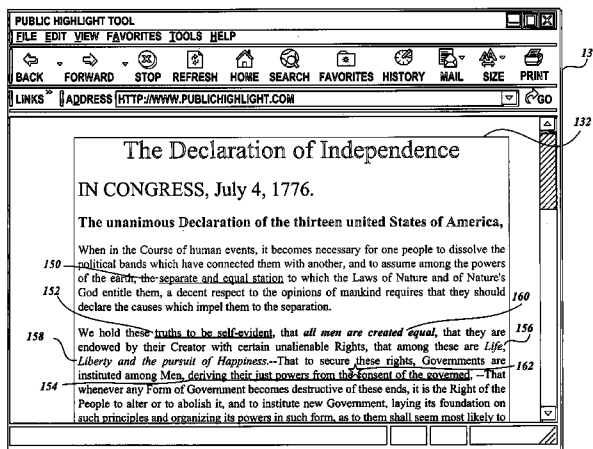 PUBLIC HIGHLIGHT TOOL
FILE EDIT VIEW FAVORITES TOOLS HELP
BACK FORWARD STOP REFRESH HOME SEARCH FAVORITES HISTORY MAIL SIZE PRINT
13
LINKS » ADDRESS HTTP://WWW.PUBLICHIGHLIGHT.COM GO
132
The Declaration of Independence
IN CONGRESS, July 4, 1776.
The unanimous Declaration of the thirteen united States of America,
When in the Course of human events, it becomes necessary for one people to dissolve the
150
political bands which have connected them with another, and to assume among the powers
of the earth, the separate and equal station to which the Laws of Nature and of Nature's
152
God entitle them, a decent respect to the opinions of mankind requires that they should
160
declare the causes which impel them to the separation.
We hold these truths to be self-evident, that all men are created equal, that they are
158
endowed by their Creator with certain unalienable Rights, that among these are Life,
156
Liberty and the pursuit of Happiness.--That to secure these rights, Governments are
162
154
instituted among Men, deriving their just powers from the consent of the governed, --That
whenever any Form of Government becomes destructive of these ends, it is the Right of the
People to alter or to abolish it, and to institute new Government, laying its foundation on
such principles and organizing its powers in such form, as to them shall seem most likely to